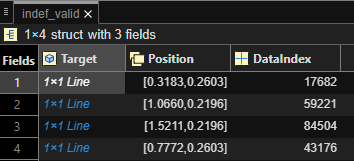 indef_valid
1×4 struct with 3 fields
Fields Target Position DataIndex
1 1×1 Line [0.3183,0.2603] 17682
2 1×1 Line [1.0660,0.2196] 59221
3 1×1 Line [1.5211,0.2196] 84504
4 1×1 Line [0.7772,0.2603] 43176